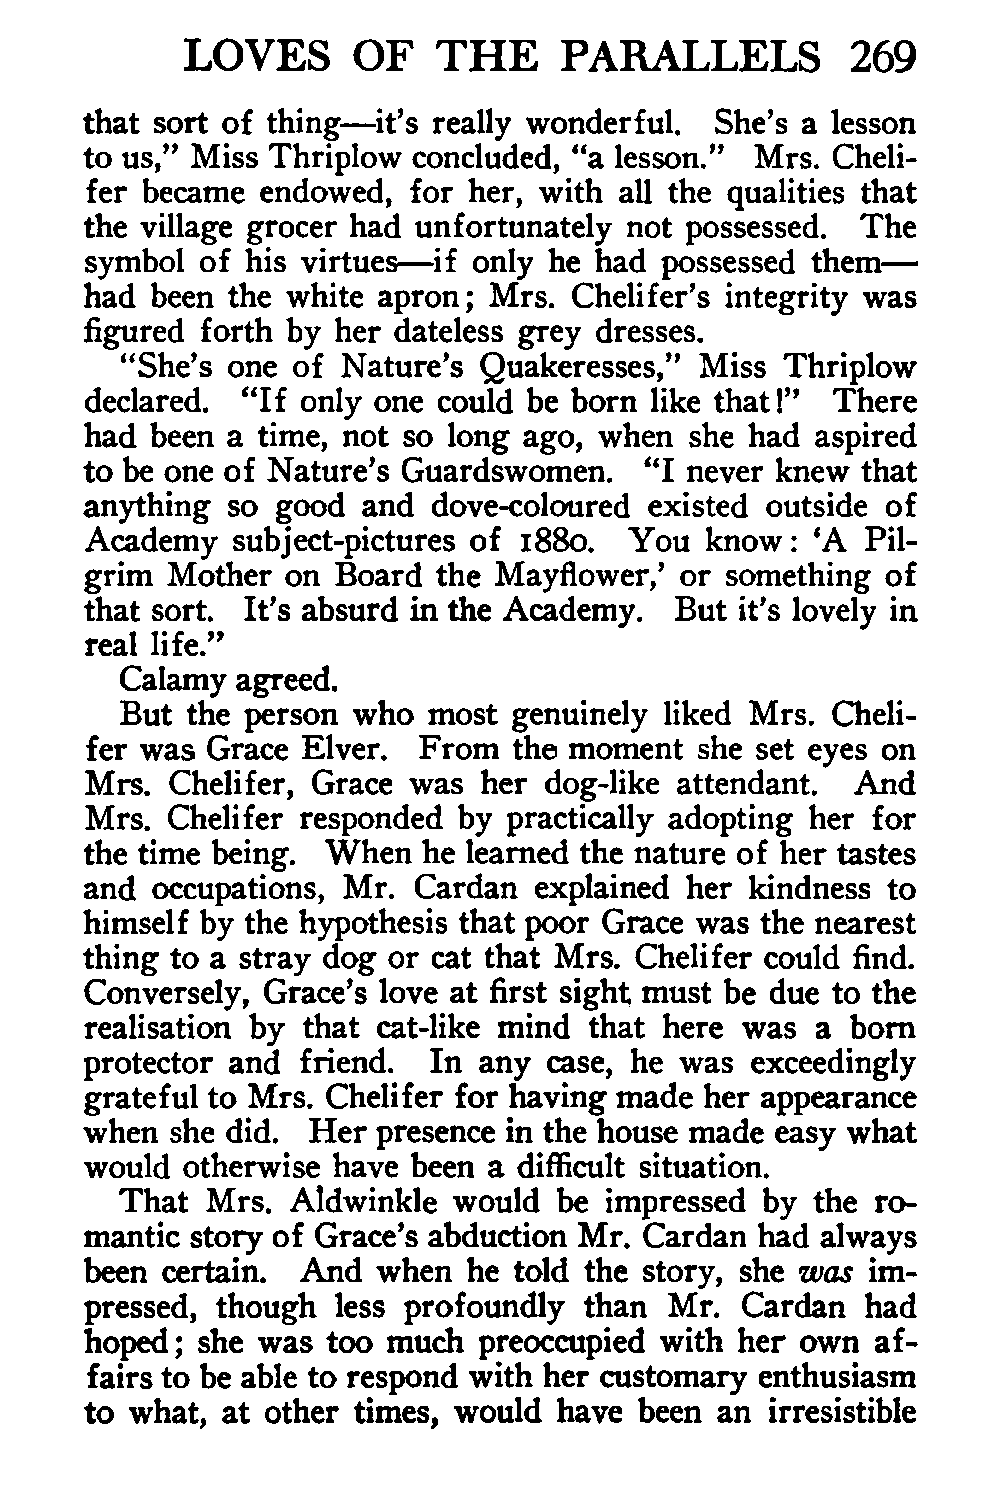 LOVES OF THE PARALLELS 269
that sort of thing—it's really wonderful. She's a lesson
to us," Miss Thriplow concluded, "a lesson." Mrs. Cheli-
fer became endowed, for her, with all the qualities that
the village grocer had unfortunately not possessed. The
symbol of his virtues—if only he had possessed them—
had been the white apron; Mrs. Chelifer's integrity was
figured forth by her dateless grey dresses.
"She's one of Nature's Quakeresses," Miss Thriplow
declared. "If only one could be born like that!" There
had been a time, not so long ago, when she had aspired
to be one of Nature's Guardswomen. "I never knew that
anything so good and dove-coloured existed outside of
Academy subject-pictures of 1880. You know: 'A Pil-
grim Mother on Board the Mayflower,' or something of
that sort. It's absurd in the Academy. But it's lovely in
real life."
Calamy agreed.
But the person who most genuinely liked Mrs. Cheli-
fer was Grace Elver. From the moment she set eyes on
Mrs. Chelifer, Grace was her dog-like attendant. And
Mrs. Chelifer responded by practically adopting her for
the time being. When he learned the nature of her tastes
and occupations, Mr. Cardan explained her kindness to
himself by the hypothesis that poor Grace was the nearest
thing to a stray dog or cat that Mrs. Chelifer could find.
Conversely, Grace's love at first sight must be due to the
realisation by that cat-like mind that here was a born
protector and friend. In any case, he was exceedingly
grateful to Mrs. Chelifer for having made her appearance
when she did. Her presence in the house made easy what
would otherwise have been a difficult situation.
That Mrs. Aldwinkle would be impressed by the ro-
mantic story of Grace's abduction Mr. Cardan had always
been certain. And when he told the story, she was im-
pressed, though less profoundly than Mr. Cardan had
hoped; she was too much preoccupied with her own af-
fairs to be able to respond with her customary enthusiasm
to what, at other times, would have been an irresistible